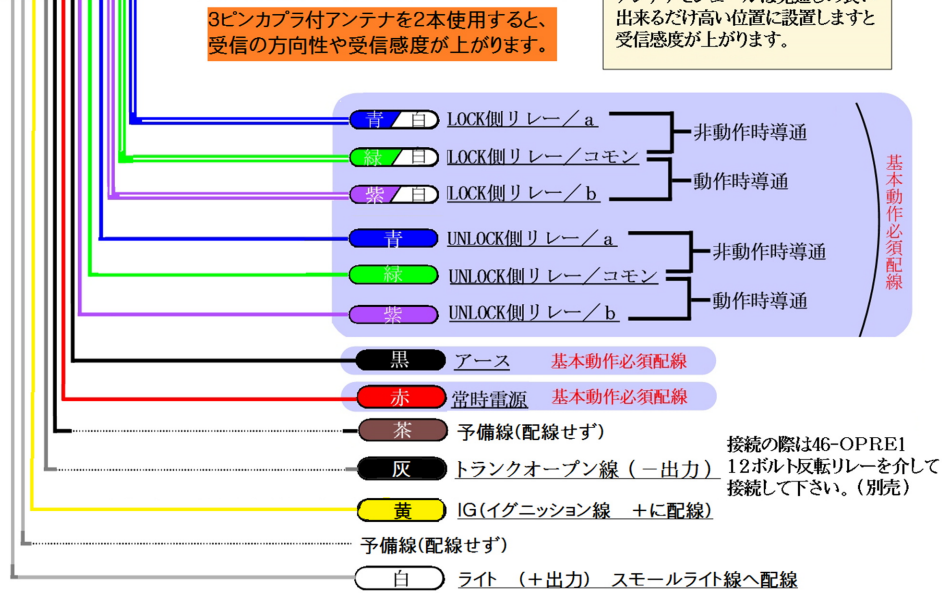 3ピンカプラ付アンテナを2本使用すると、
受信の方向性や受信感度が上がります。
出来るだけ高い位置に設置しますと
受信感度が上がります。
青/白 LOCK側リレー/a
非動作時導通
緑/白 LOCK側リレー/コモン
動作時導通
紫/白 LOCK側リレー/b
青 UNLOCK側リレー/a
非動作時導通
緑 UNLOCK側リレー/コモン
動作時導通
紫 UNLOCK側リレー/b
基本動作必須配線
黒 アース 基本動作必須配線
赤 常時電源 基本動作必須配線
茶 予備線(配線せず)
灰 トランクオープン線(-出力)
接続の際は46-OPRE1
12ボルト反転リレーを介して
接続して下さい。(別売)
黄 IG(イグニッション線 +に配線)
予備線(配線せず)
白 ライト (+出力) スモールライト線へ配線